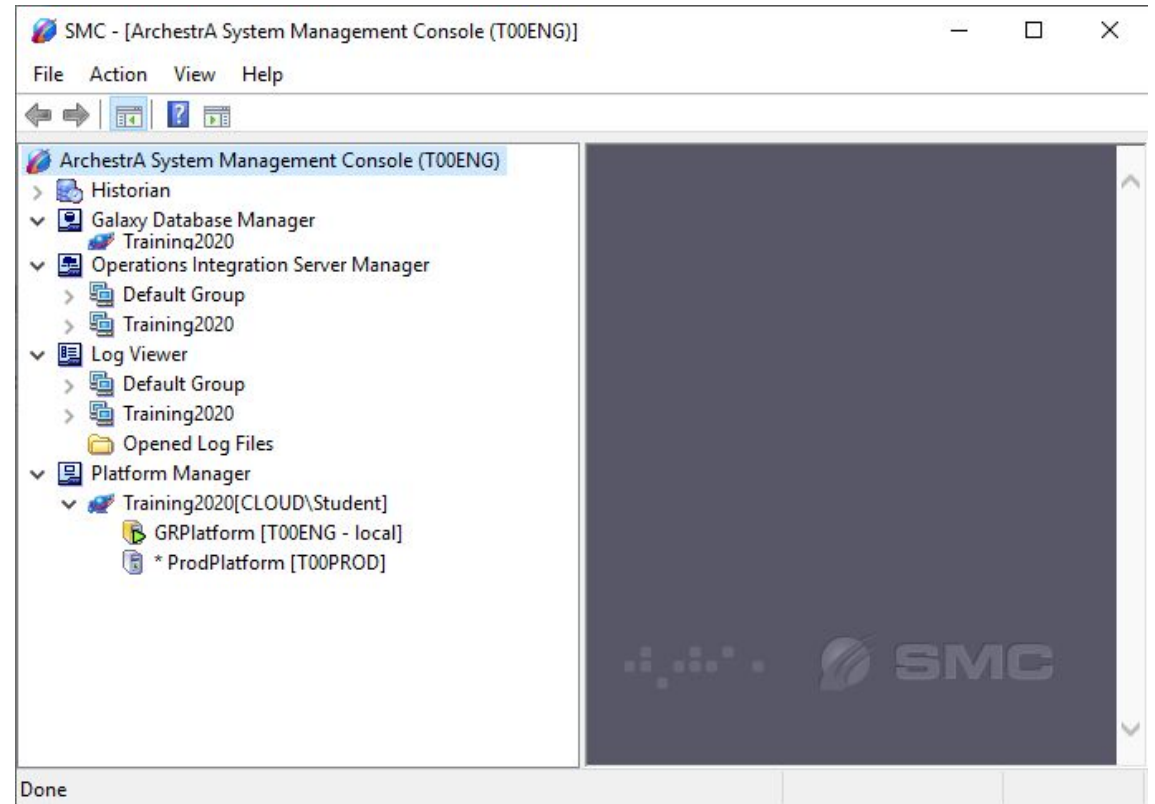 SMC - [ArchestrA System Management Console (T00ENG)]
File Action View Help
ArchestrA System Management Console (T00ENG)
Historian
Galaxy Database Manager
Training2020
Operations Integration Server Manager
Default Group
Training2020
Log Viewer
Default Group
Training2020
Opened Log Files
Platform Manager
Training2020[CLOUD\Student]
GRPlatform [T00ENG - local]
* ProdPlatform [T00PROD]
SMC
Done